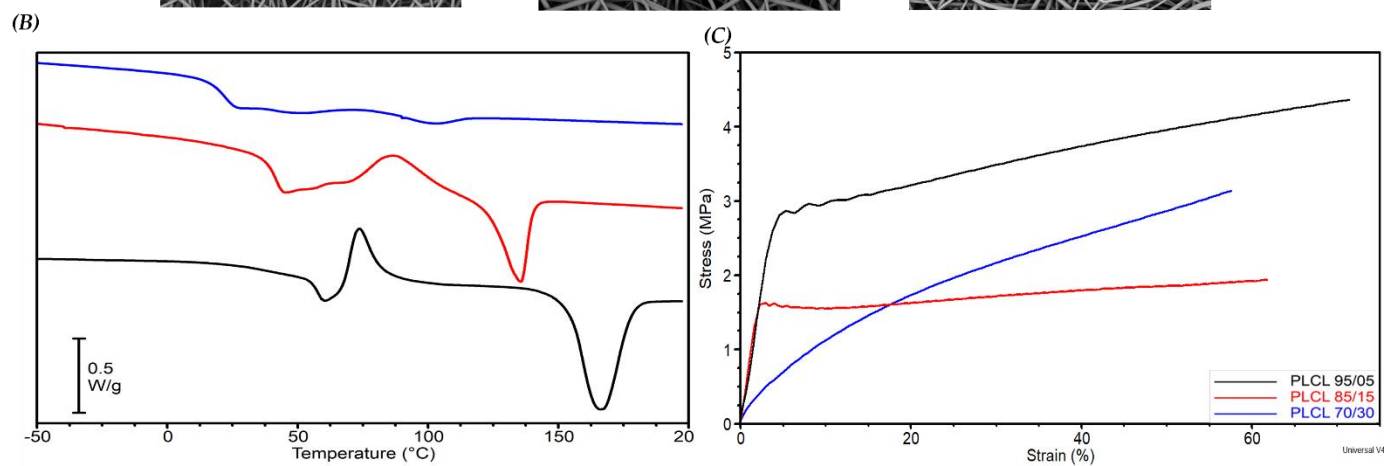 (B)
0.5
W/g
-50 0 50 100 150 20
Temperature (°C)
(C)
5
4
3
2
1
0
Stress (MPa)
PLCL 95/05
PLCL 85/15
PLCL 70/30
0 20 40 60
Strain (%)
Universal V4